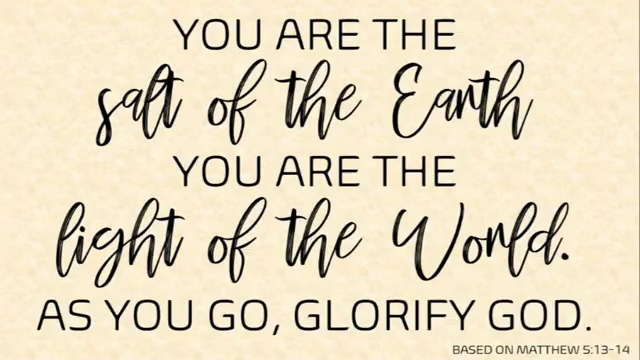 YOU ARE THE
salt of the Earth
YOU ARE THE
light of the World.
AS YOU GO, GLORIFY GOD.
BASED ON MATTHEW 5:13-14